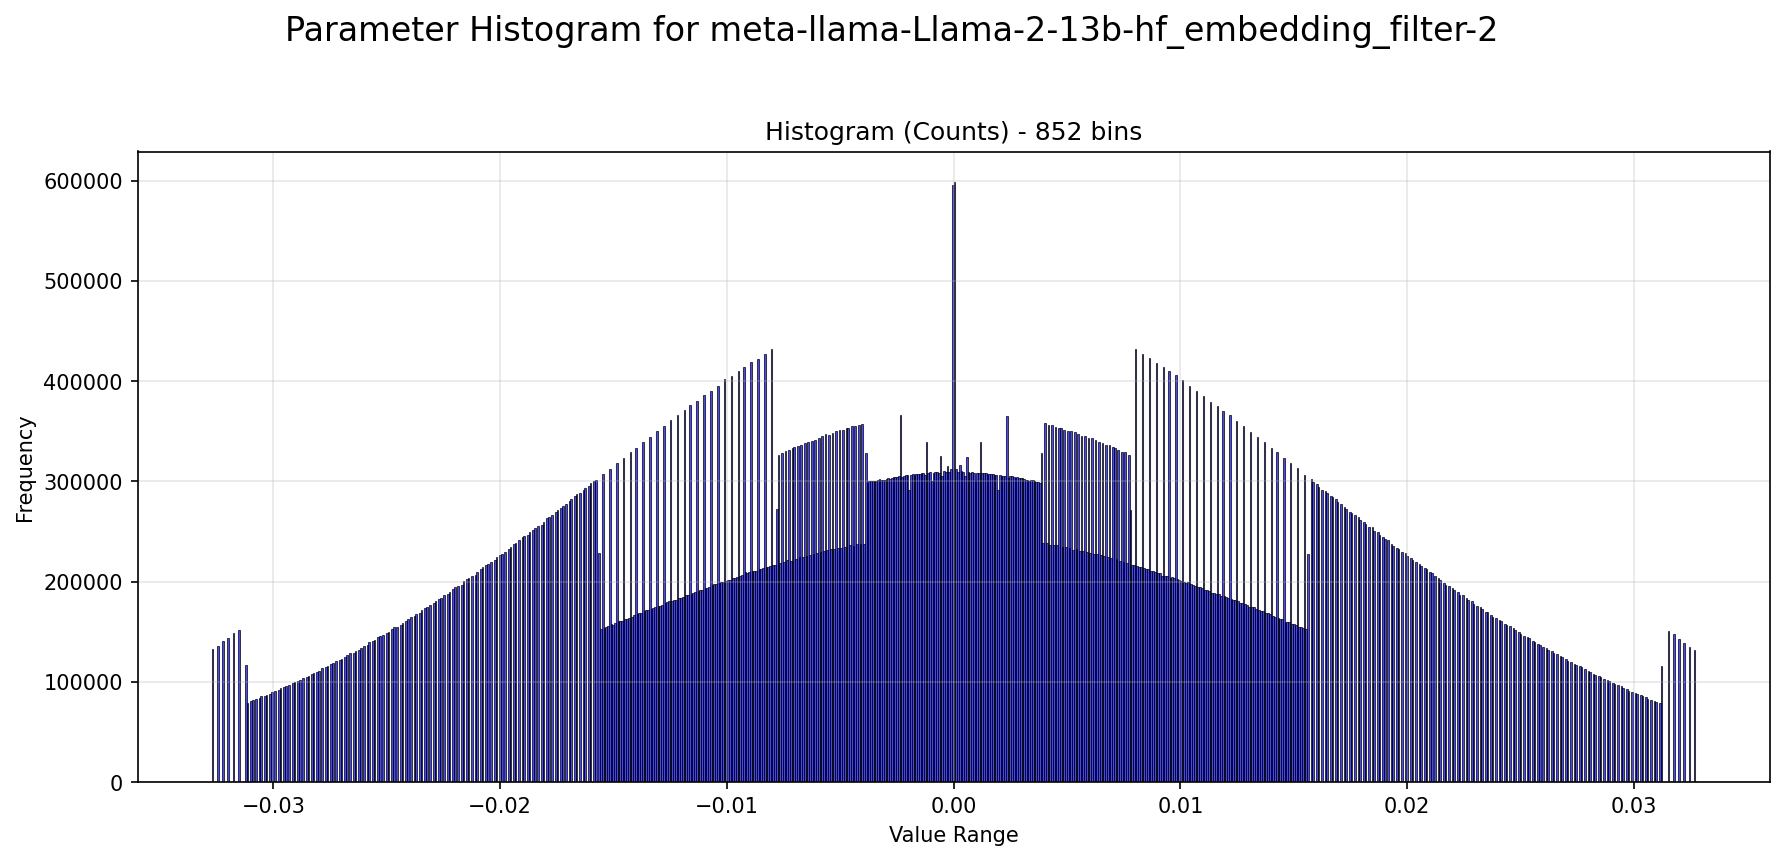 Parameter Histogram for meta-llama-Llama-2-13b-hf_embedding_filter-2
Histogram (Counts) - 852 bins
600000
500000
400000
300000
200000
100000
0
Frequency
−0.03 −0.02 −0.01 0.00 0.01 0.02 0.03
Value Range